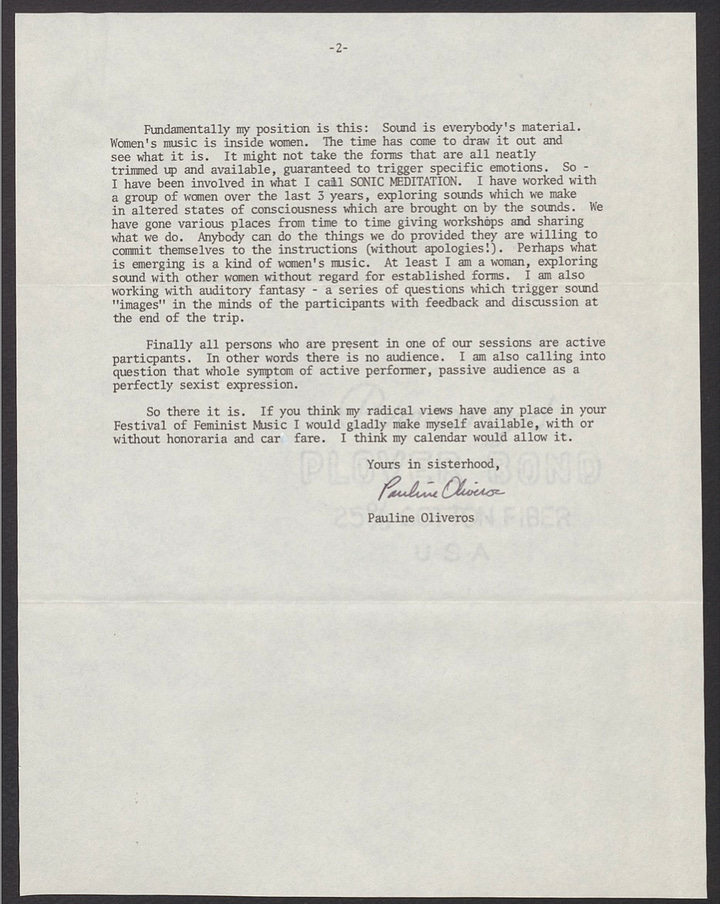 -2-
Fundamentally my position is this: Sound is everybody's material.
Women's music is inside women. The time has come to draw it out and
see what it is. It might not take the forms that are all neatly
trimmed up and available, guaranteed to trigger specific emotions. So -
I have been involved in what I call SONIC MEDITATION. I have worked with
a group of women over the last 3 years, exploring sounds which we make
in altered states of consciousness which are brought on by the sounds. We
have gone various places from time to time giving workshops and sharing
what we do. Anybody can do the things we do provided they are willing to
commit themselves to the instructions (without apologies!). Perhaps what
is emerging is a kind of women's music. At least I am a woman, exploring
sound with other women without regard for established forms. I am also
working with auditory fantasy - a series of questions which trigger sound
"images" in the minds of the participants with feedback and discussion at
the end of the trip.
Finally all persons who are present in one of our sessions are active
particpants. In other words there is no audience. I am also calling into
question that whole symptom of active performer, passive audience as a
perfectly sexist expression.
So there it is. If you think my radical views have any place in your
Festival of Feminist Music I would gladly make myself available, with or
without honoraria and car fare. I think my calendar would allow it.
Yours in sisterhood,
Pauline Oliveros
Pauline Oliveros
PLOVER BOND
25% COTTON FIBER
USA